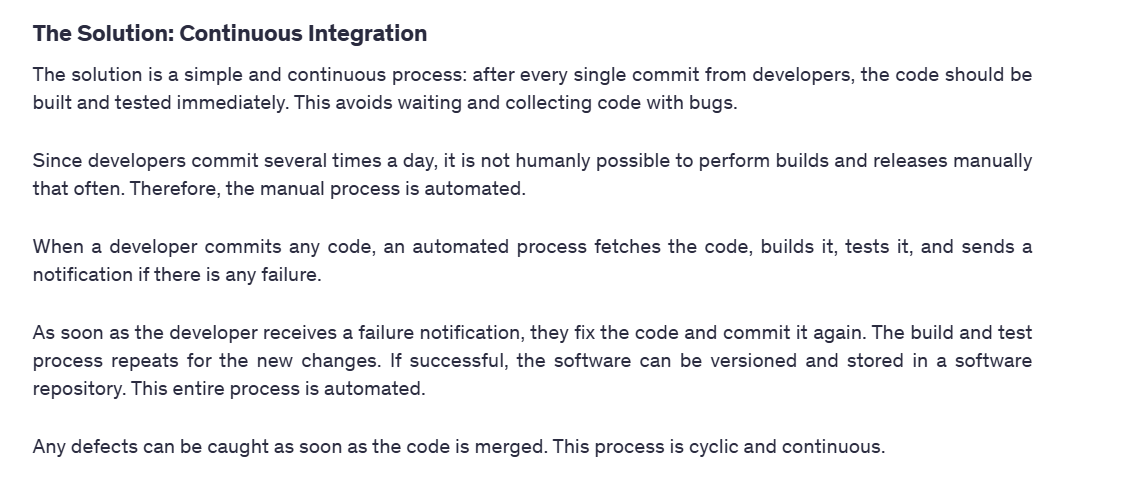 The Solution: Continuous Integration
The solution is a simple and continuous process: after every single commit from developers, the code should be
built and tested immediately. This avoids waiting and collecting code with bugs.
Since developers commit several times a day, it is not humanly possible to perform builds and releases manually
that often. Therefore, the manual process is automated.
When a developer commits any code, an automated process fetches the code, builds it, tests it, and sends a
notification if there is any failure.
As soon as the developer receives a failure notification, they fix the code and commit it again. The build and test
process repeats for the new changes. If successful, the software can be versioned and stored in a software
repository. This entire process is automated.
Any defects can be caught as soon as the code is merged. This process is cyclic and continuous.